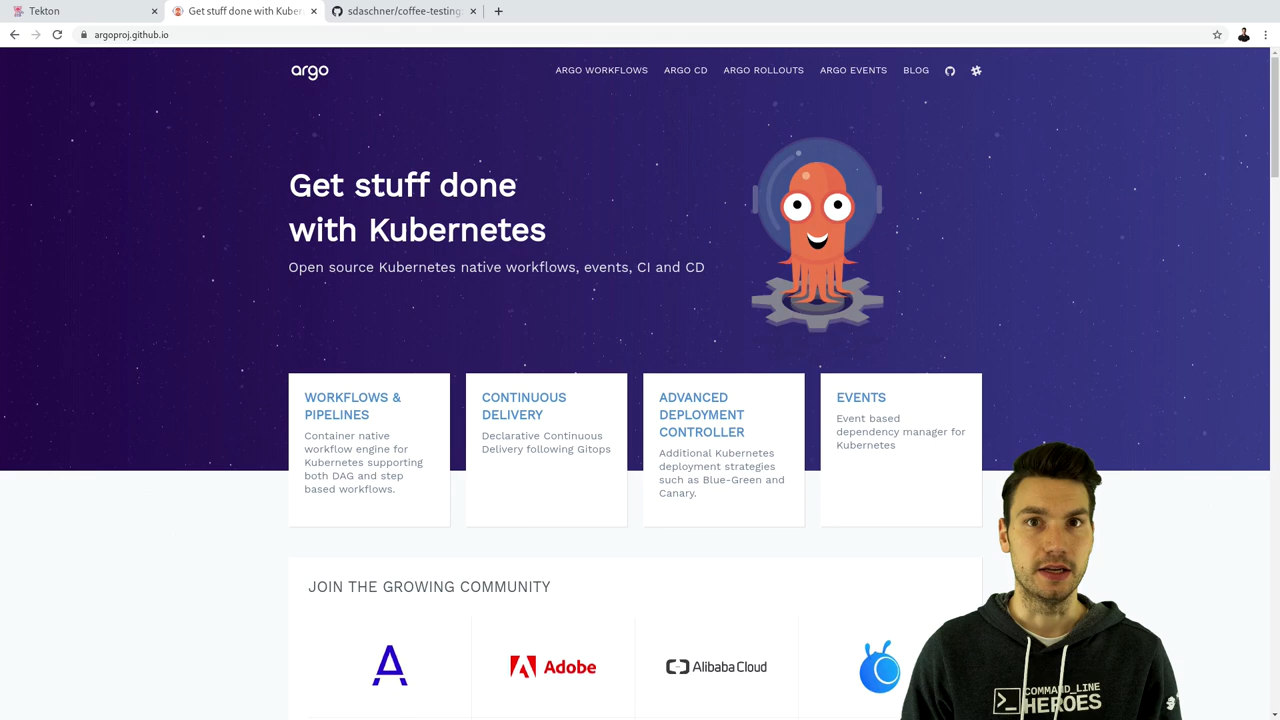 Tekton
Get stuff done with Kuber
sdaschner/coffee-testing
argoproj.github.io
argo
ARGO WORKFLOWS
ARGO CD
ARGO ROLLOUTS
ARGO EVENTS
BLOG
Get stuff done
with Kubernetes
Open source Kubernetes native workflows, events, CI and CD
WORKFLOWS &
PIPELINES
Container native
workflow engine for
Kubernetes supporting
both DAG and step
based workflows.
CONTINUOUS
DELIVERY
Declarative Continuous
Delivery following Gitops
ADVANCED
DEPLOYMENT
CONTROLLER
Additional Kubernetes
deployment strategies
such as Blue-Green and
Canary.
EVENTS
Event based
dependency manager for
Kubernetes
JOIN THE GROWING COMMUNITY
Adobe
Alibaba Cloud
COMMAND_LINE
HEROES